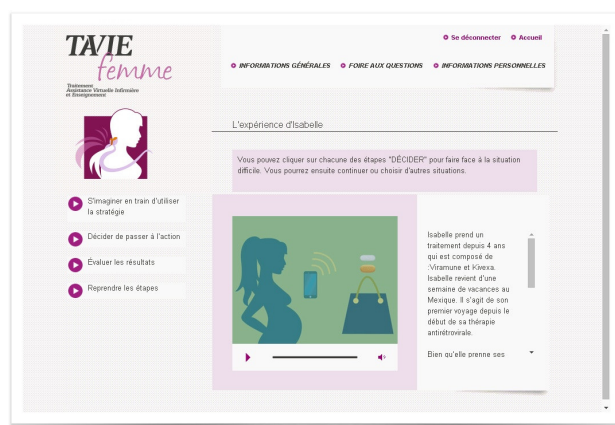 TAVIE
femme
Traitement
Assistance Virtuelle Infirmière
et Enseignement
Se déconnecter Accueil
INFORMATIONS GÉNÉRALES FOIRE AUX QUESTIONS INFORMATIONS PERSONNELLES
L'expérience d'Isabelle
Vous pouvez cliquer sur chacune des étapes "DÉCIDER" pour faire face à la situation
difficile. Vous pourrez ensuite continuer ou choisir d'autres situations.
S'imaginer en train d'utiliser
la stratégie
Décider de passer à l'action
Évaluer les résultats
Reprendre les étapes
Isabelle prend un
traitement depuis 4 ans
qui est composé de
:Viramune et Kivexa.
Isabelle revient d'une
semaine de vacances au
Mexique. Il s'agit de son
premier voyage depuis le
début de sa thérapie
antirétrovirale.
Bien qu'elle prenne ses